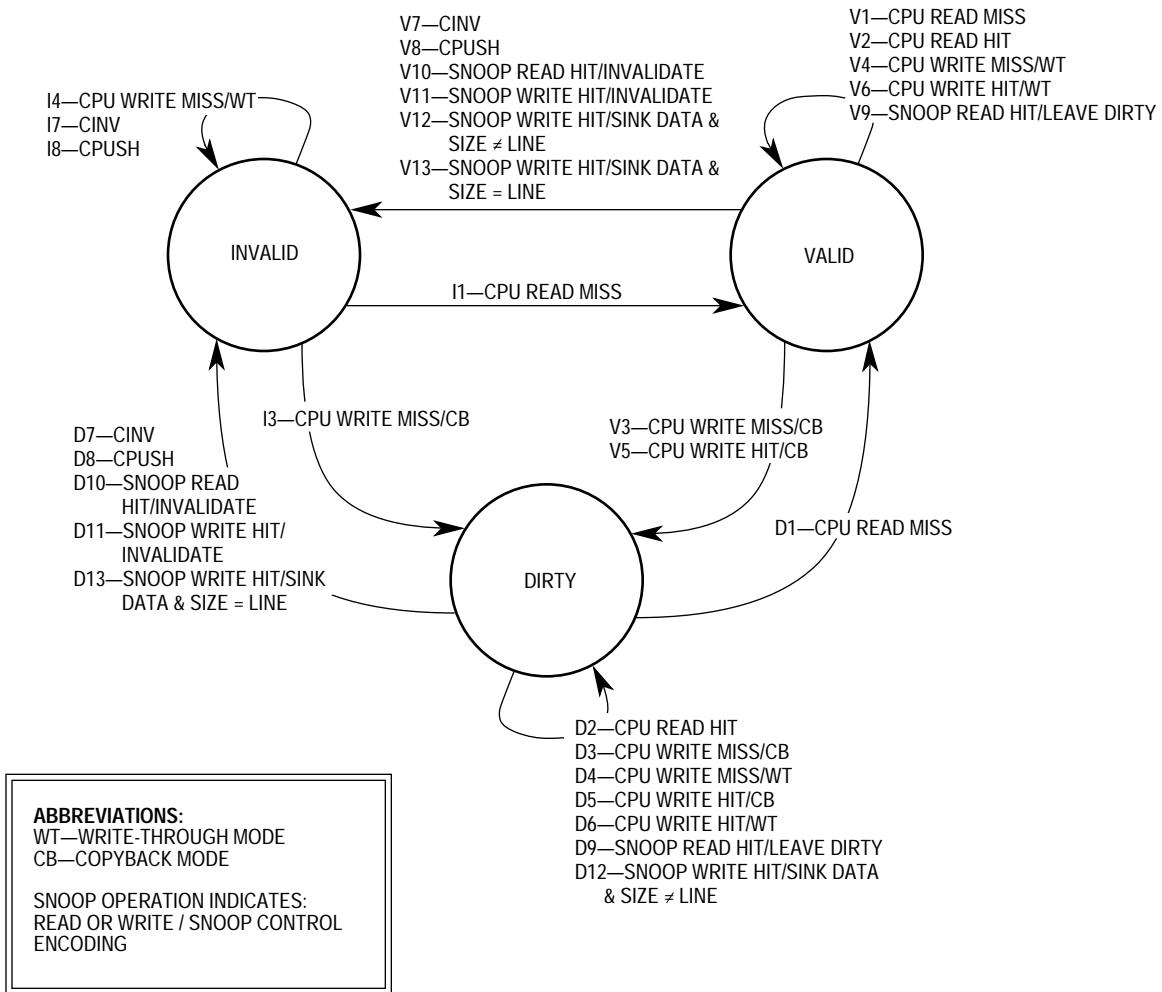 V7—CINV
V8—CPUSH
V10—SNOOP READ HIT/INVALIDATE
V11—SNOOP WRITE HIT/INVALIDATE
V12—SNOOP WRITE HIT/SINK DATA &
SIZE ≠ LINE
V13—SNOOP WRITE HIT/SINK DATA &
SIZE = LINE
V1—CPU READ MISS
V2—CPU READ HIT
V4—CPU WRITE MISS/WT
V6—CPU WRITE HIT/WT
V9—SNOOP READ HIT/LEAVE DIRTY
I4—CPU WRITE MISS/WT
I7—CINV
I8—CPUSH
INVALID
VALID
I1—CPU READ MISS
I3—CPU WRITE MISS/CB
V3—CPU WRITE MISS/CB
V5—CPU WRITE HIT/CB
D7—CINV
D8—CPUSH
D10—SNOOP READ
HIT/INVALIDATE
D11—SNOOP WRITE HIT/
INVALIDATE
D13—SNOOP WRITE HIT/SINK
DATA & SIZE = LINE
D1—CPU READ MISS
DIRTY
D2—CPU READ HIT
D3—CPU WRITE MISS/CB
D4—CPU WRITE MISS/WT
D5—CPU WRITE HIT/CB
D6—CPU WRITE HIT/WT
D9—SNOOP READ HIT/LEAVE DIRTY
D12—SNOOP WRITE HIT/SINK DATA
& SIZE ≠ LINE
ABBREVIATIONS:
WT—WRITE-THROUGH MODE
CB—COPYBACK MODE
SNOOP OPERATION INDICATES:
READ OR WRITE / SNOOP CONTROL
ENCODING